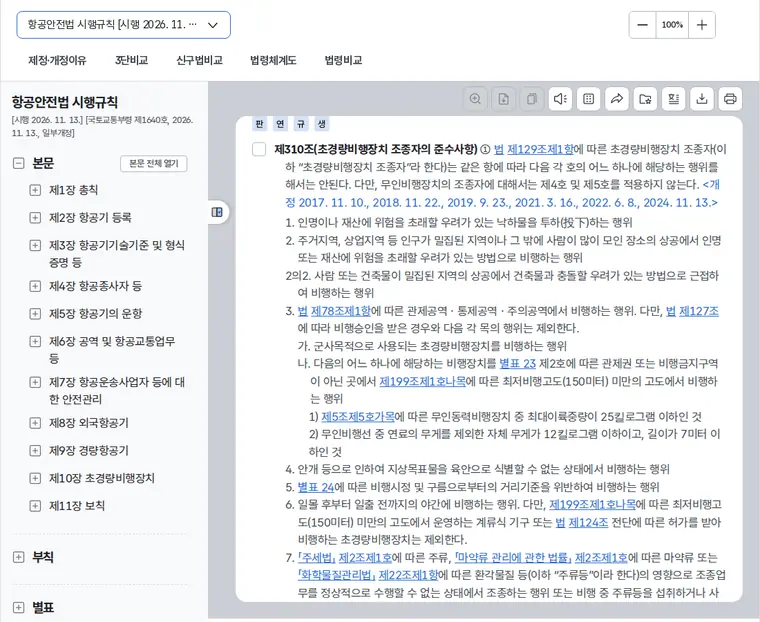 항공안전법 시행규칙 [시행 2026. 11. ···
100%
제정·개정이유 3단비교 신구법비교 법령체계도 법령비교
항공안전법 시행규칙
[시행 2026. 11. 13.] [국토교통부령 제1640호, 2026.
11. 13., 일부개정]
본문 본문 전체 열기
제1장 총칙
제2장 항공기 등록
제3장 항공기기술기준 및 형식
증명 등
제4장 항공종사자 등
제5장 항공기의 운항
제6장 공역 및 항공교통업무
등
제7장 항공운송사업자 등에 대
한 안전관리
제8장 외국항공기
제9장 경량항공기
제10장 초경량비행장치
제11장 보칙
부칙
별표
판 연 규 생
제310조(초경량비행장치 조종자의 준수사항) ① 법 제129조제1항에 따른 초경량비행장치 조종자(이
하 “초경량비행장치 조종자”라 한다)는 같은 항에 따라 다음 각 호의 어느 하나에 해당하는 행위를
해서는 안된다. 다만, 무인비행장치의 조종자에 대해서는 제4호 및 제5호를 적용하지 않는다. <개
정 2017. 11. 10., 2018. 11. 22., 2019. 9. 23., 2021. 3. 16., 2022. 6. 8., 2024. 11. 13.>
1. 인명이나 재산에 위험을 초래할 우려가 있는 낙하물을 투하(投下)하는 행위
2. 주거지역, 상업지역 등 인구가 밀집된 지역이나 그 밖에 사람이 많이 모인 장소의 상공에서 인명
또는 재산에 위험을 초래할 우려가 있는 방법으로 비행하는 행위
2의2. 사람 또는 건축물이 밀집된 지역의 상공에서 건축물과 충돌할 우려가 있는 방법으로 근접하
여 비행하는 행위
3. 법 제78조제1항에 따른 관제공역ㆍ통제공역ㆍ주의공역에서 비행하는 행위. 다만, 법 제127조
에 따라 비행승인을 받은 경우와 다음 각 목의 행위는 제외한다.
가. 군사목적으로 사용되는 초경량비행장치를 비행하는 행위
나. 다음의 어느 하나에 해당하는 비행장치를 별표 23 제2호에 따른 관제권 또는 비행금지구역
이 아닌 곳에서 제199조제1호나목에 따른 최저비행고도(150미터) 미만의 고도에서 비행하
는 행위
1) 제5조제5호가목에 따른 무인동력비행장치 중 최대이륙중량이 25킬로그램 이하인 것
2) 무인비행선 중 연료의 무게를 제외한 자체 무게가 12킬로그램 이하이고, 길이가 7미터 이
하인 것
4. 안개 등으로 인하여 지상목표물을 육안으로 식별할 수 없는 상태에서 비행하는 행위
5. 별표 24에 따른 비행시정 및 구름으로부터의 거리기준을 위반하여 비행하는 행위
6. 일몰 후부터 일출 전까지의 야간에 비행하는 행위. 다만, 제199조제1호나목에 따른 최저비행고
도(150미터) 미만의 고도에서 운영하는 계류식 기구 또는 법 제124조 전단에 따른 허가를 받아
비행하는 초경량비행장치는 제외한다.
7. 「주세법」 제2조제1호에 따른 주류, 「마약류 관리에 관한 법률」 제2조제1호에 따른 마약류 또는
「화학물질관리법」 제22조제1항에 따른 환각물질 등(이하 “주류등”이라 한다)의 영향으로 조종업
무를 정상적으로 수행할 수 없는 상태에서 조종하는 행위 또는 비행 중 주류등을 섭취하거나 사